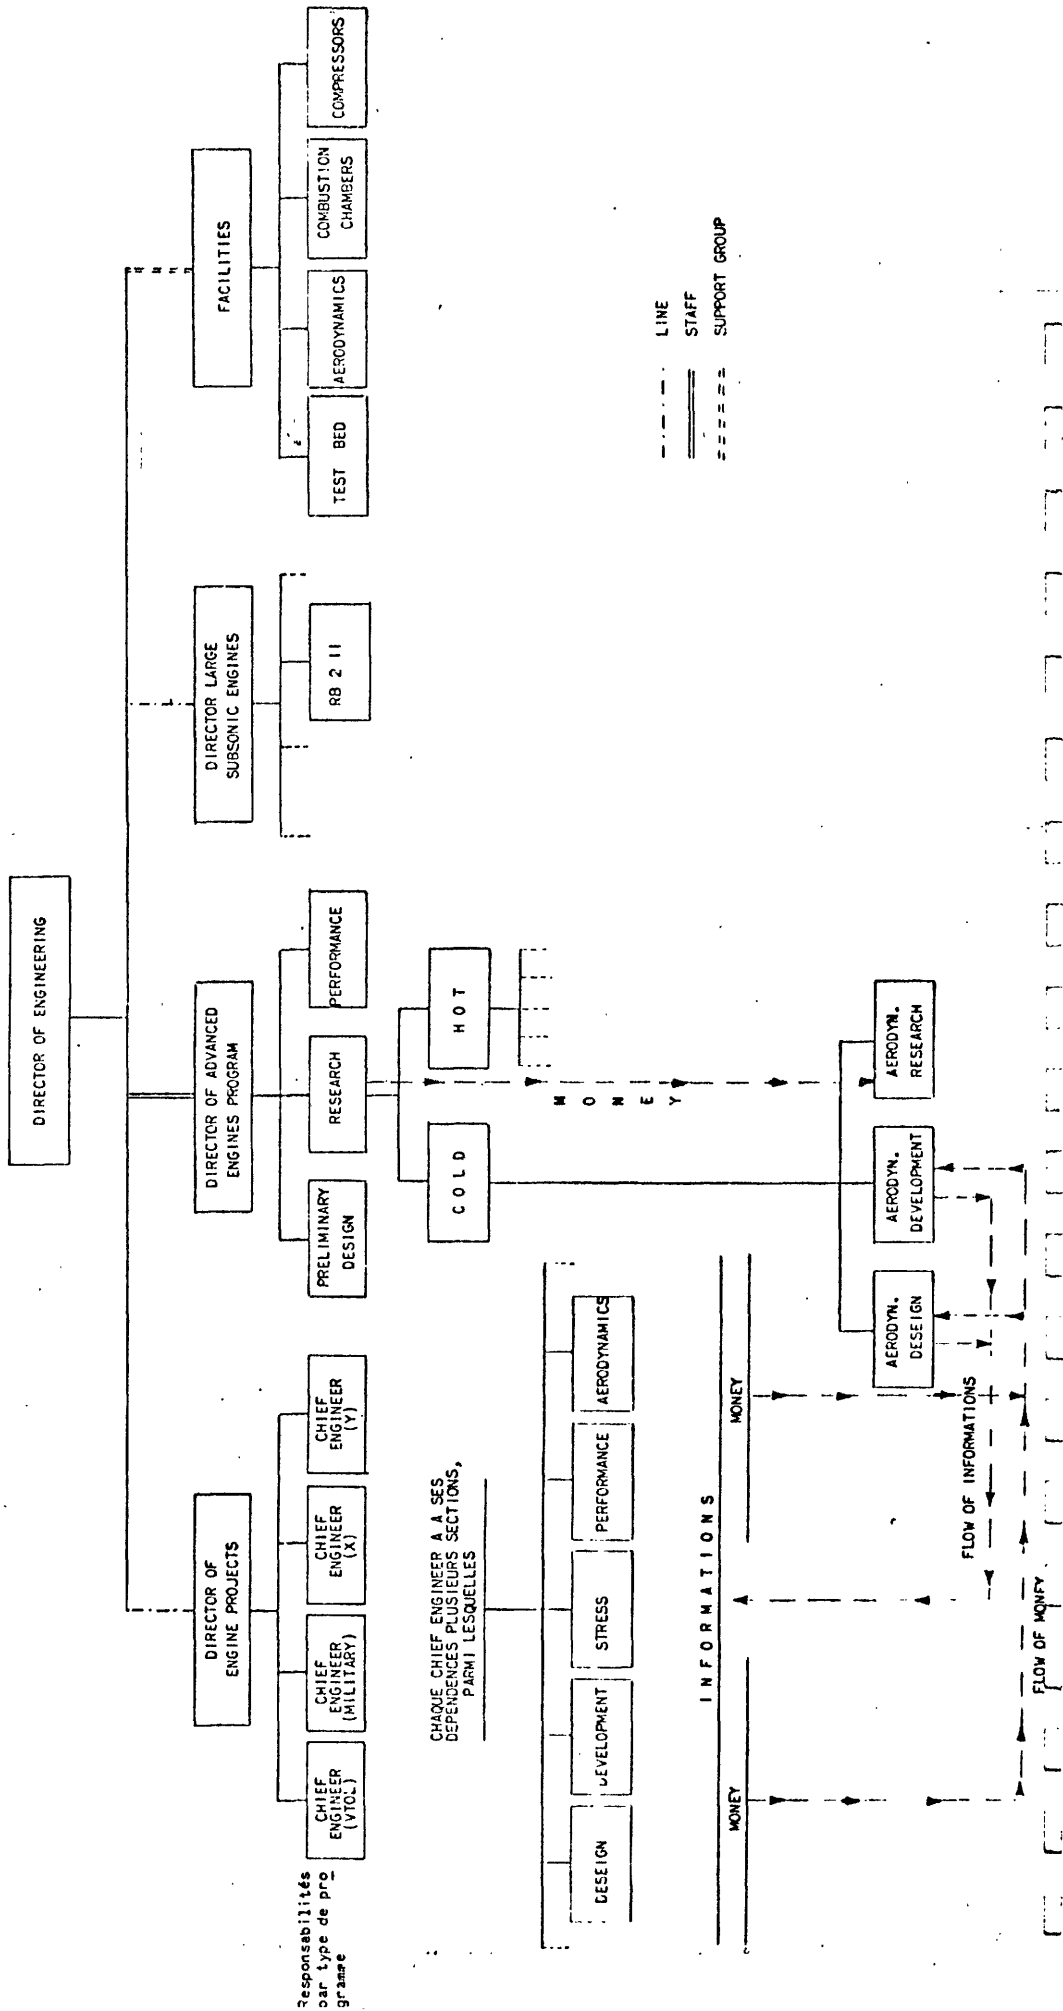 DIRECTOR OF ENGINEERING
DIRECTOR OF
ENGINE PROJECTS
DIRECTOR OF ADVANCED
ENGINES PROGRAM
DIRECTOR LARGE
SUBSONIC ENGINES
FACILITIES
Responsabilités
par type de pro_
gramme
CHIEF
ENGINEER
(VTOL)
CHIEF
ENGINEER
(MILITARY)
CHIEF
ENGINEER
(X)
CHIEF
ENGINEER
(Y)
PRELIMINARY
DESIGN
RESEARCH
PERFORMANCE
RB 2 11
TEST BED
AERODYNAMICS
COMBUSTION
CHAMBERS
COMPRESSORS
CHAQUE CHIEF ENGINEER A A SES
DEPENDENCES PLUSIEURS SECTIONS,
PARMI LESQUELLES
COLD
HOT
DESEIGN
DEVELOPMENT
STRESS
PERFORMANCE
AERODYNAMICS
MONEY
LINE
STAFF
SUPPORT GROUP
INFORMATIONS
MONEY
MONEY
AERODYN.
DESEIGN
AERODYN.
DEVELOPMENT
AERODYN.
RESEARCH
FLOW OF INFORMATIONS
FLOW OF MONEY